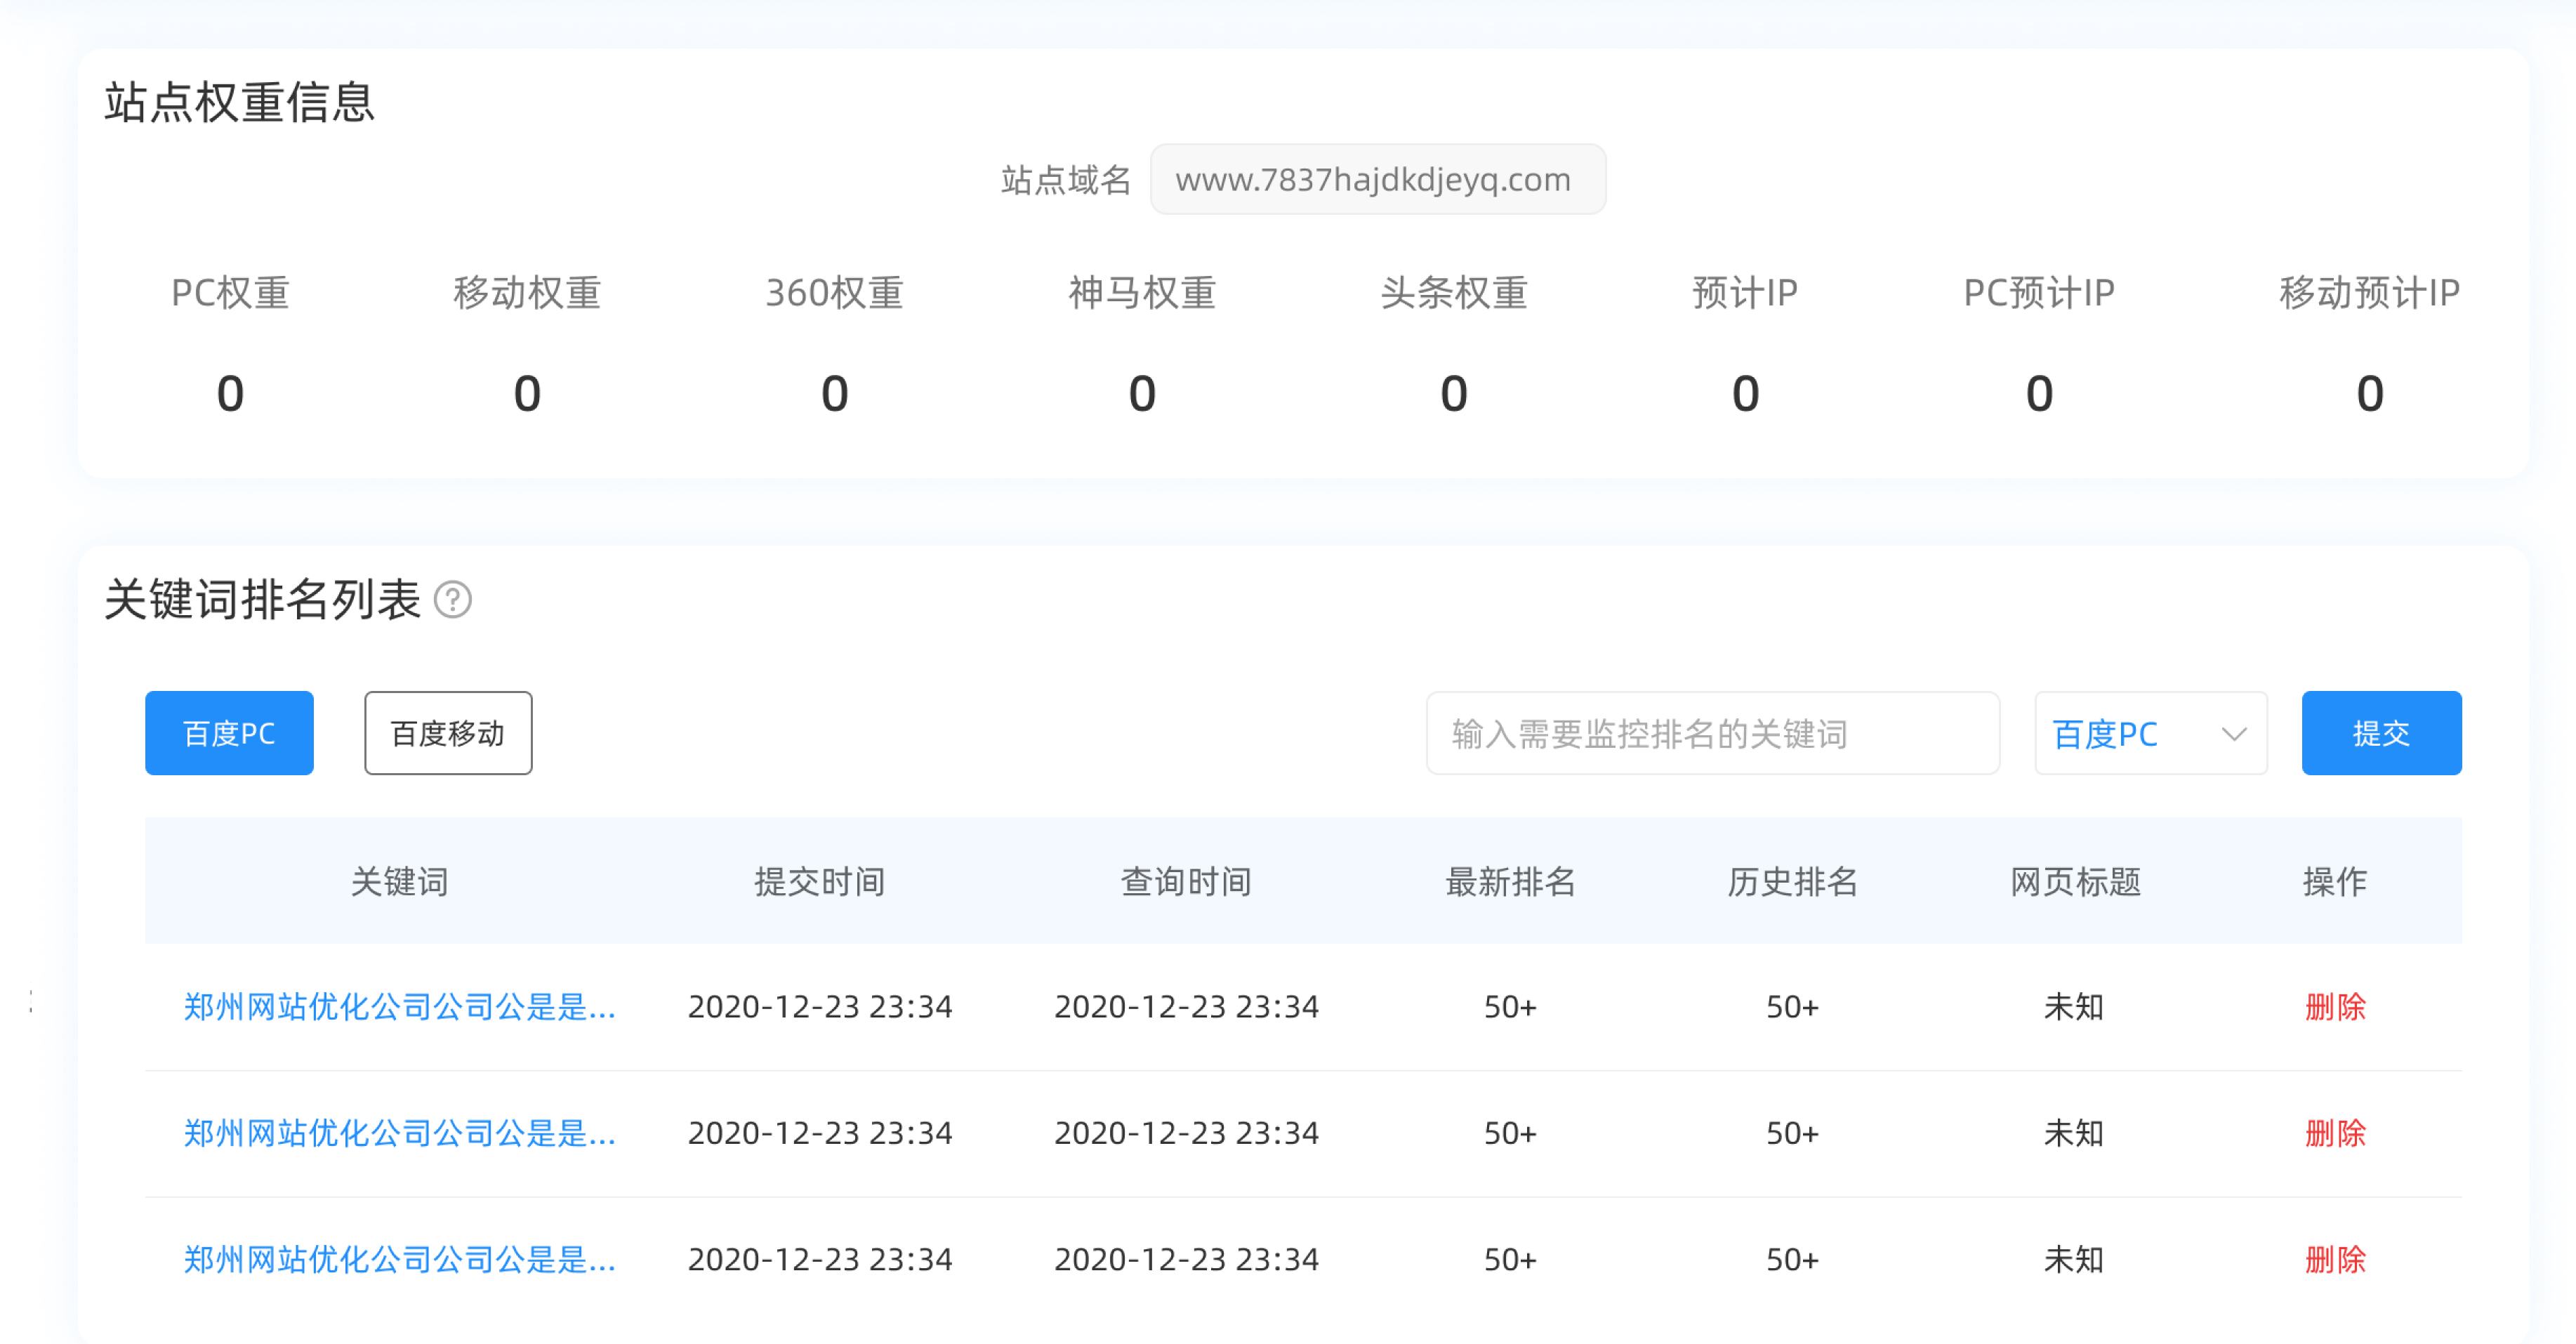 站点权重信息
站点域名 www.7837hajdkdjeyq.com
PC权重 移动权重 360权重 神马权重 头条权重 预计IP PC预计IP 移动预计IP
0 0 0 0 0 0 0 0
关键词排名列表 ?
百度PC 百度移动 输入需要监控排名的关键词 百度PC 提交
关键词 提交时间 查询时间 最新排名 历史排名 网页标题 操作
郑州网站优化公司公司公是是... 2020-12-23 23:34 2020-12-23 23:34 50+ 50+ 未知 删除
郑州网站优化公司公司公是是... 2020-12-23 23:34 2020-12-23 23:34 50+ 50+ 未知 删除
郑州网站优化公司公司公是是... 2020-12-23 23:34 2020-12-23 23:34 50+ 50+ 未知 删除